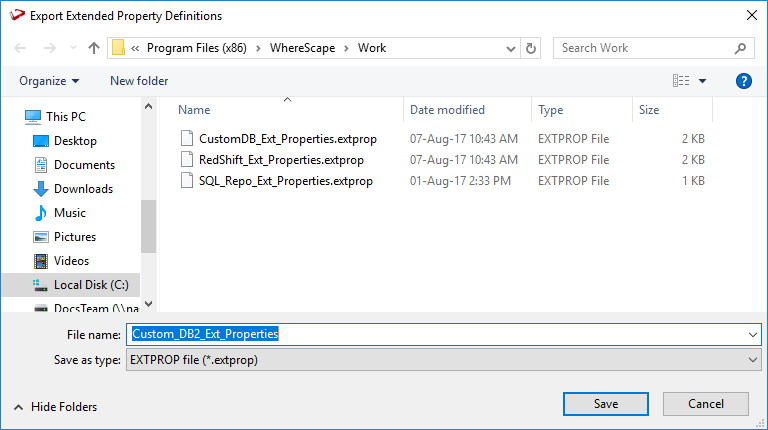 Export Extended Property Definitions
« Program Files (x86) › WhereScape › Work
Search Work
Organize New folder
?
Name Date modified Type Size
CustomDB_Ext_Properties.extprop 07-Aug-17 10:43 AM EXTPROP File 2 KB
RedShift_Ext_Properties.extprop 07-Aug-17 10:43 AM EXTPROP File 2 KB
SQL_Repo_Ext_Properties.extprop 01-Aug-17 2:33 PM EXTPROP File 1 KB
This PC
Desktop
Documents
Downloads
Music
Pictures
Videos
Local Disk (C:)
DocsTeam (\\na
File name: Custom_DB2_Ext_Properties
Save as type: EXTPROP file (*.extprop)
Hide Folders
Save Cancel